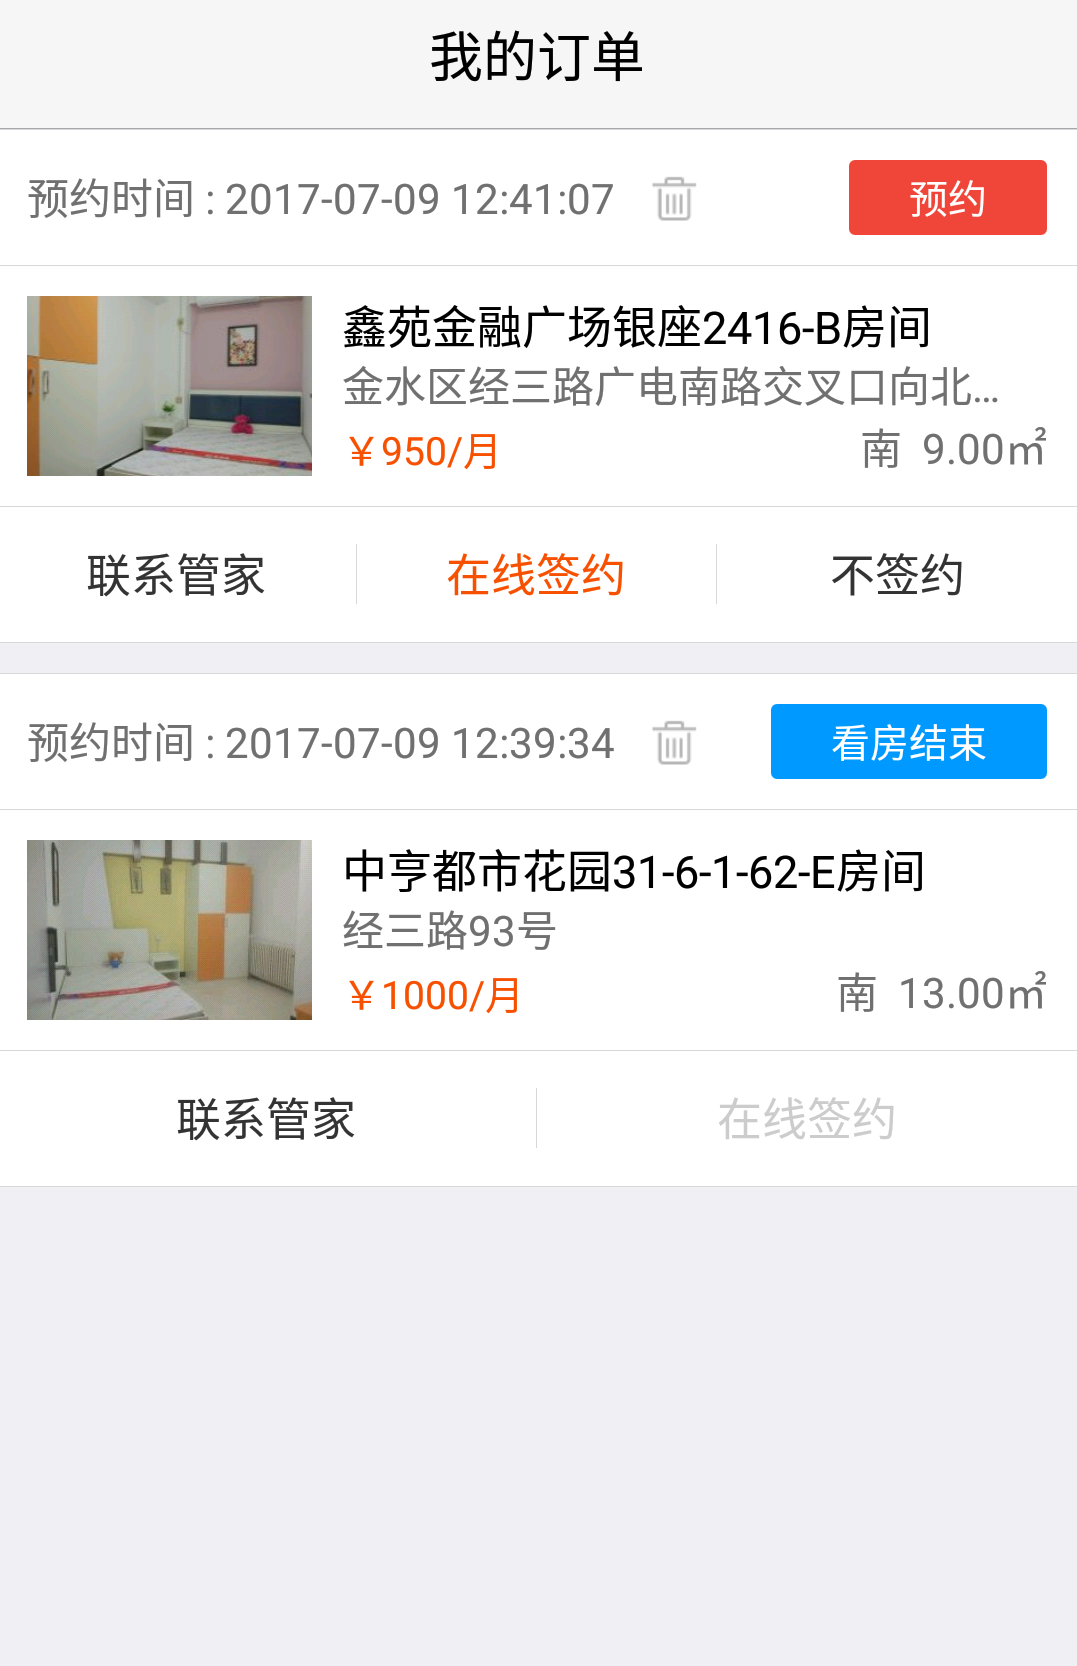 我的订单
预约时间 : 2017-07-09 12:41:07
预约
鑫苑金融广场银座2416-B房间
金水区经三路广电南路交叉口向北...
￥950/月
南 9.00㎡
联系管家
在线签约
不签约
预约时间 : 2017-07-09 12:39:34
看房结束
中亨都市花园31-6-1-62-E房间
经三路93号
￥1000/月
南 13.00㎡
联系管家
在线签约